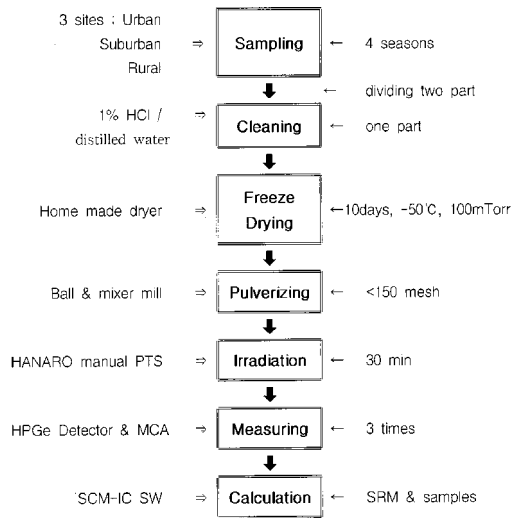 3 sites : Urban
Suburban ⇒ Sampling ← 4 seasons
Rural
← dividing two part
1% HCl / ⇒
distilled water Cleaning ← one part
Freeze
Home made dryer ⇒ Drying ←10days, -50℃, 100mTorr
Ball & mixer mill ⇒ Pulverizing ← <150 mesh
HANARO manual PTS ⇒ Irradiation ← 30 min
HPGe Detector & MCA ⇒ Measuring ← 3 times
SCM-IC SW ⇒ Calculation ← SRM & samples